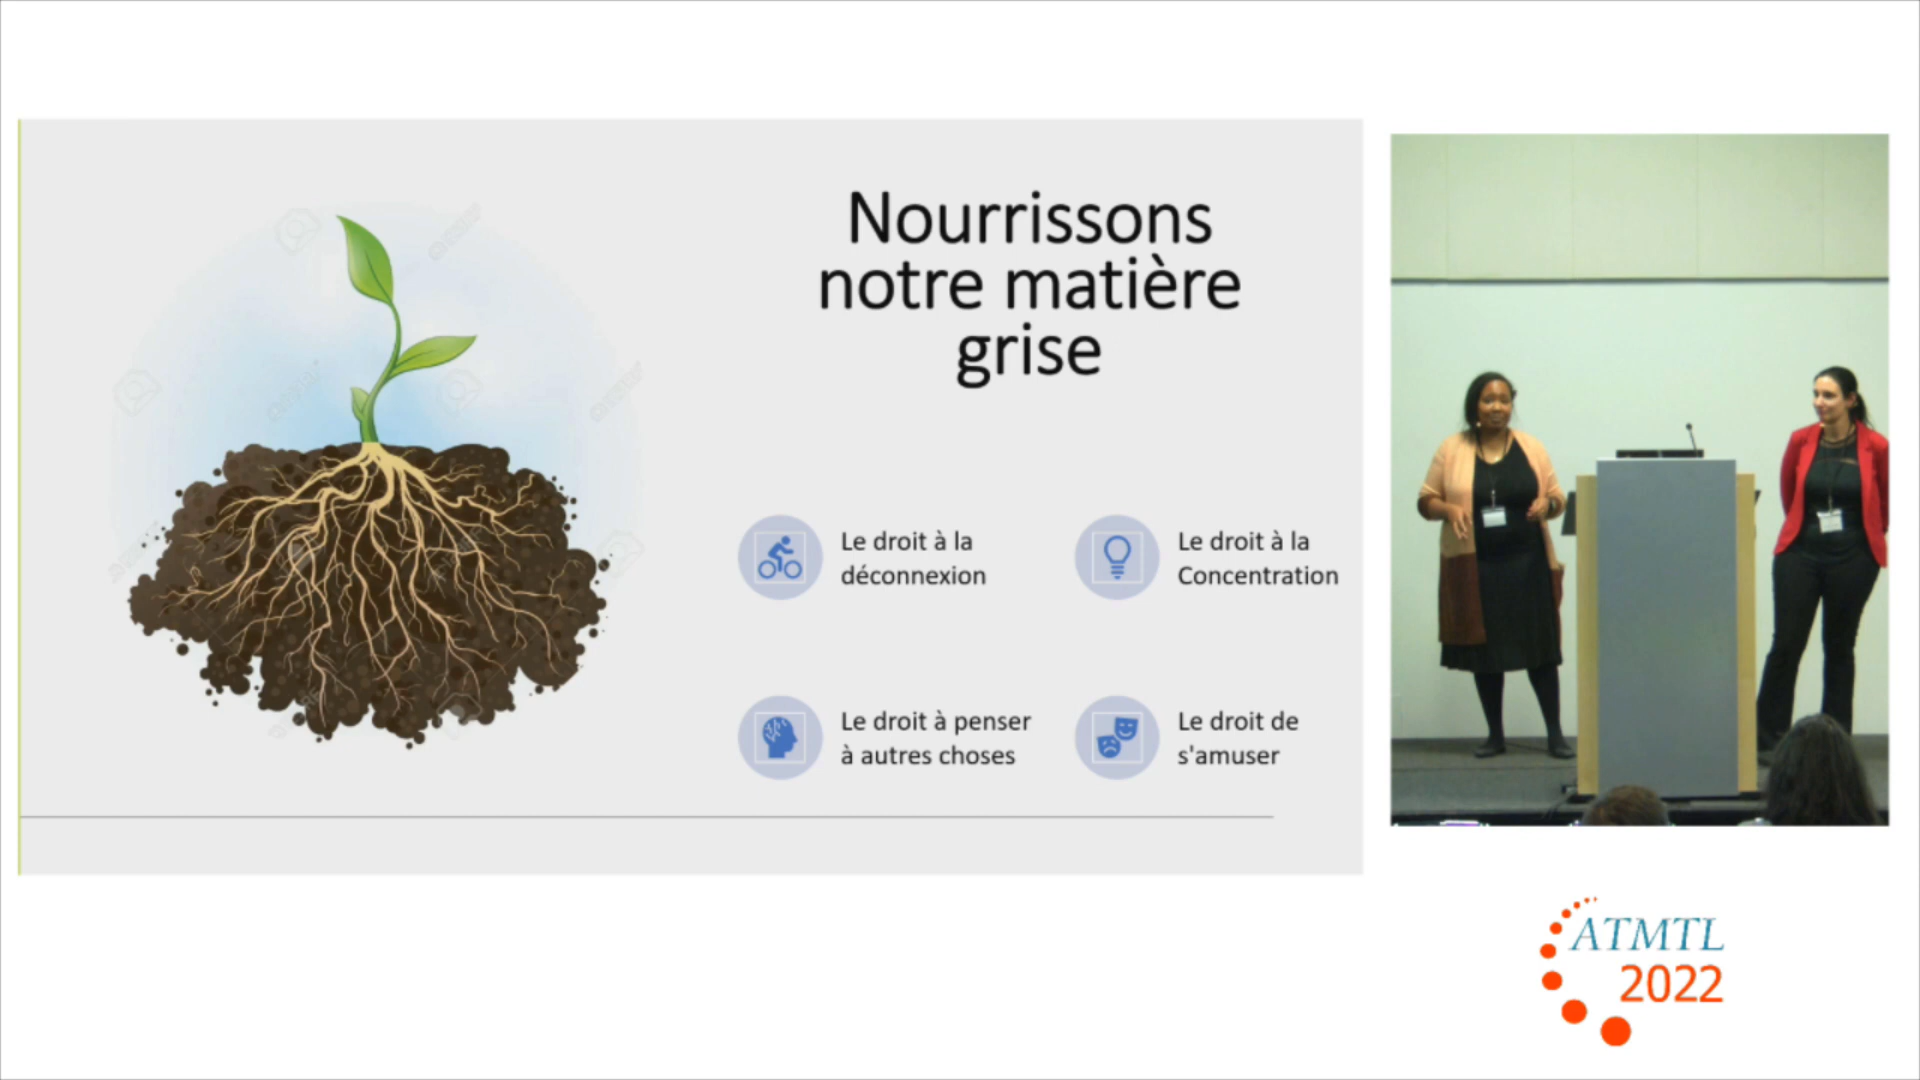 Nourrissons
notre matière
grise
Le droit à la
déconnexion
Le droit à la
Concentration
Le droit à penser
à autres choses
Le droit de
s'amuser
ATMTL
2022